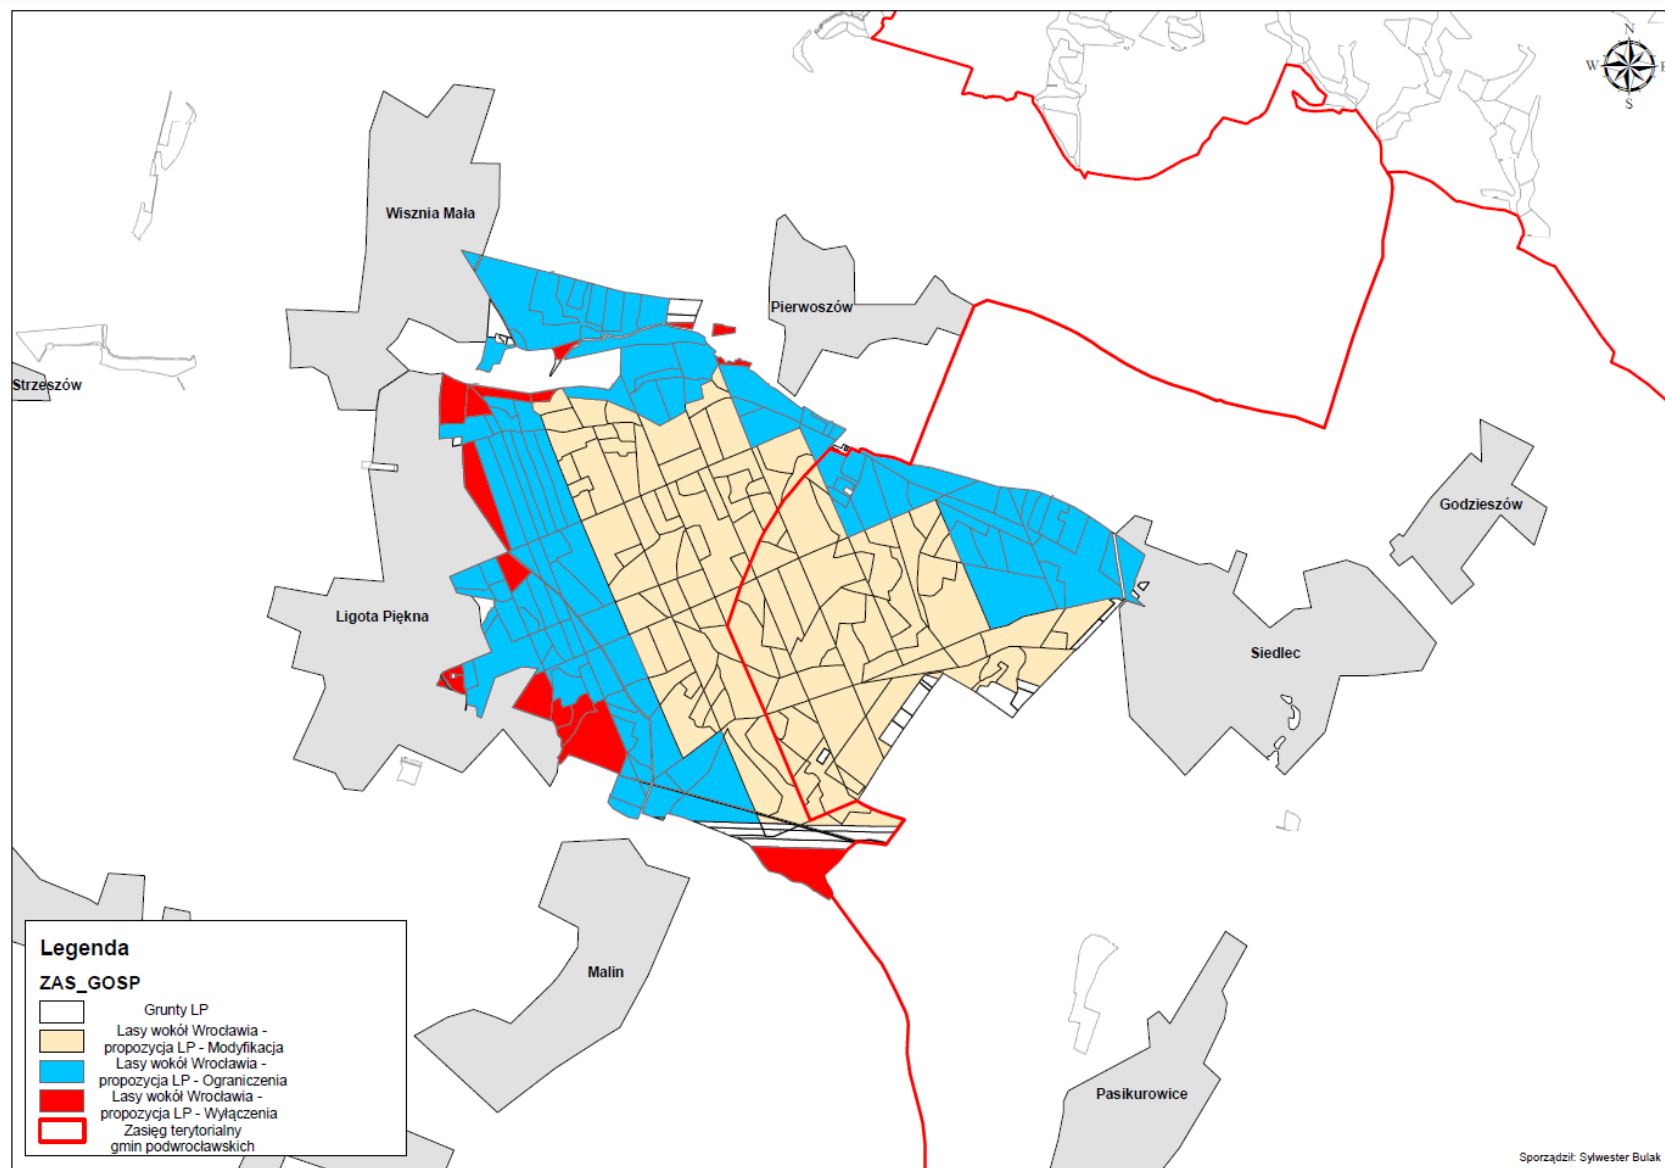 N
W
E
S
Wisznia Mała
Pierwoszów
Strzeszów
Godzieszów
Ligota Piękna
Siedlec
Malin
Pasikurowice
Legenda
ZAS_GOSP
Grunty LP
Lasy wokół Wrocławia -
propozycja LP - Modyfikacja
Lasy wokół Wrocławia -
propozycja LP - Ograniczenia
Lasy wokół Wrocławia -
propozycja LP - Wyłączenia
Zasięg terytorialny
gmin podwrocławskich
Sporządził: Sylwester Bulak